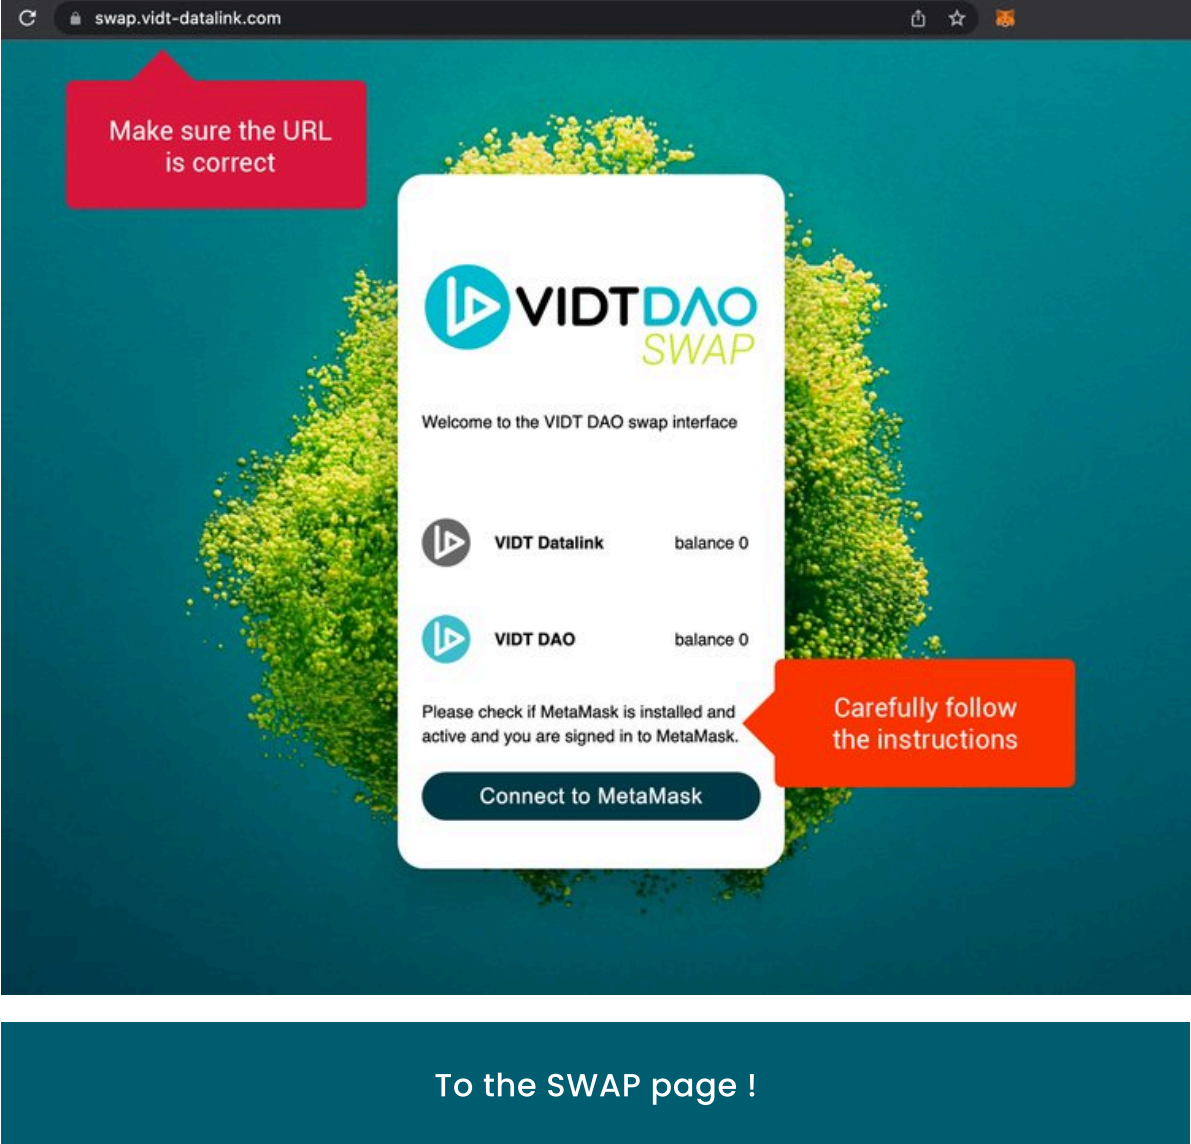 swap.vidt-datalink.com
Make sure the URL
is correct
VIDTDAO
SWAP
Welcome to the VIDT DAO swap interface
VIDT Datalink balance 0
VIDT DAO balance 0
Please check if MetaMask is installed and
active and you are signed in to MetaMask.
Carefully follow
the instructions
Connect to MetaMask
To the SWAP page !